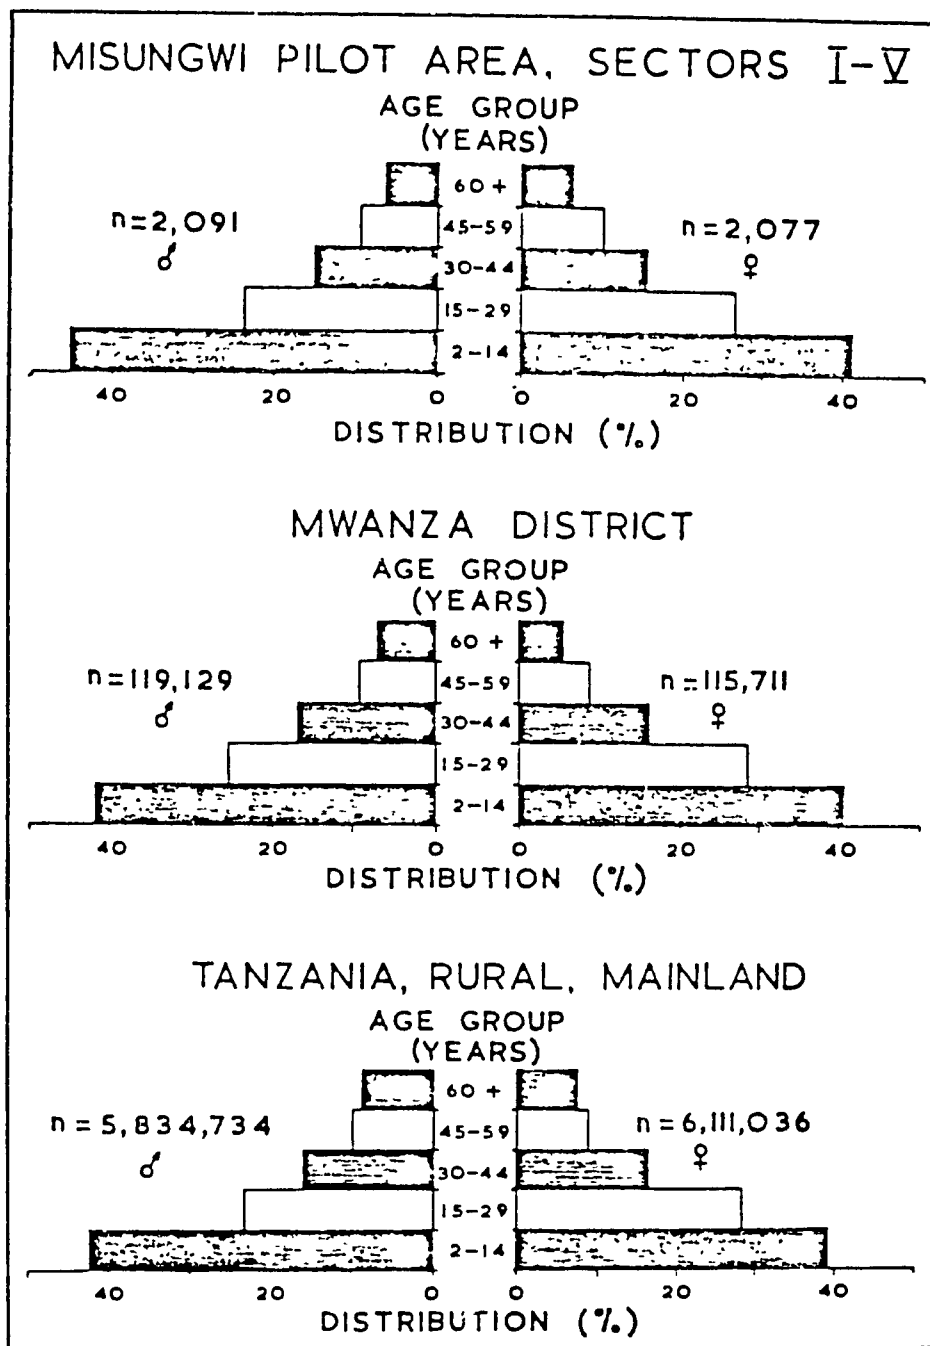 MISUNGWI PILOT AREA, SECTORS I-V
AGE GROUP
(YEARS)
60 +
n=2,091
♂
45-59
n=2,077
♀
30-44
15-29
2-14
40 20 0 0 20 40
DISTRIBUTION (%)
MWANZA DISTRICT
AGE GROUP
(YEARS)
60 +
n=119,129
♂
45-59
n=115,711
♀
30-44
15-29
2-14
40 20 0 0 20 40
DISTRIBUTION (%)
TANZANIA, RURAL, MAINLAND
AGE GROUP
(YEARS)
60 +
n=5,834,734
♂
45-59
n=6,111,036
♀
30-44
15-29
2-14
40 20 0 0 20 40
DISTRIBUTION (%)